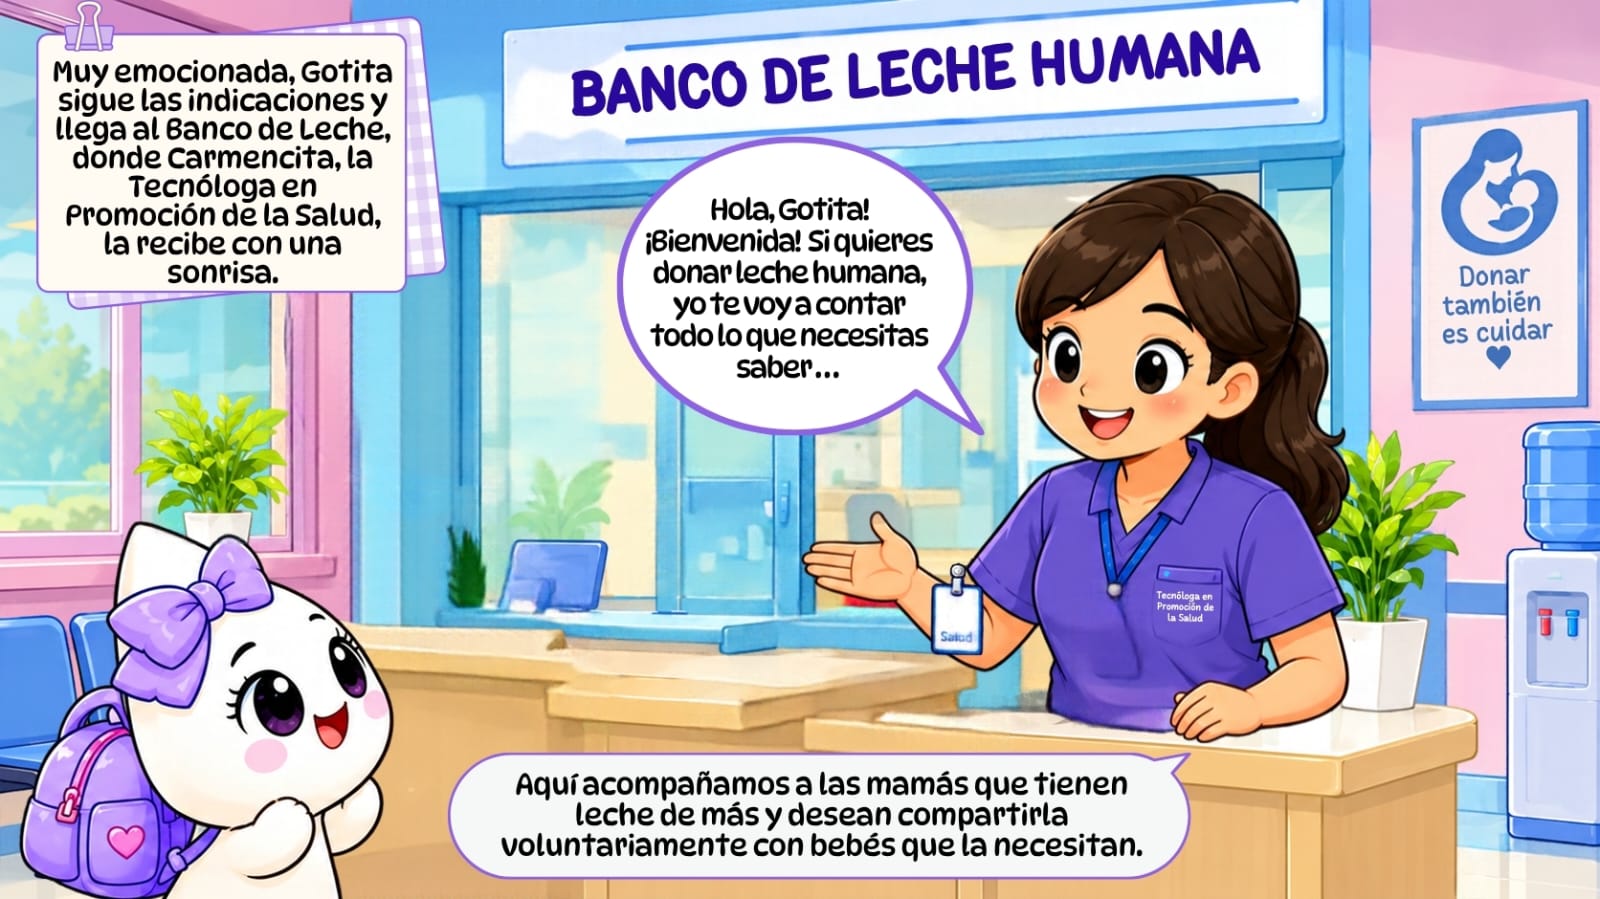 Muy emocionada, Gotita
sigue las indicaciones y
llega al Banco de Leche,
donde Carmencita, la
Tecnóloga en
Promoción de la Salud,
la recibe con una
sonrisa.
BANCO DE LECHE HUMANA
Hola, Gotita!
¡Bienvenida! Si quieres
donar leche humana,
yo te voy a contar
todo lo que necesitas
saber...
Donar
también
es cuidar
Tecnóloga en
Promoción de
la Salud
Salud
Aquí acompañamos a las mamás que tienen
leche de más y desean compartirla
voluntariamente con bebés que la necesitan.